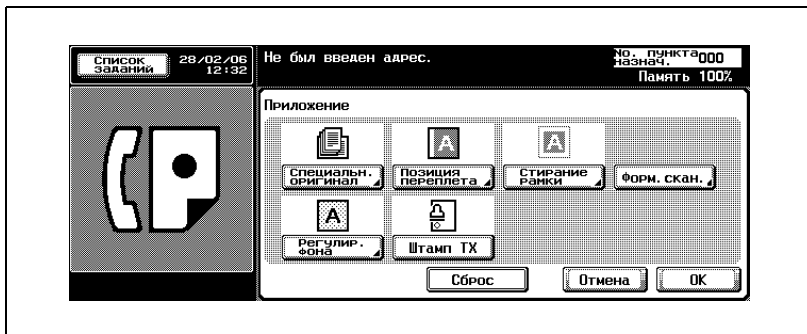 Список
заданий
28/02/06
12:32
Не был введен адрес.
No. пункта
назнач.
000
Память 100%
Приложение
A
A
Специальн.
оригинал
Позиция
переплета
Стирание
рамки
Форм. скан.
A
Регулир.
фона
Штамп TX
Сброс
Отмена
OK